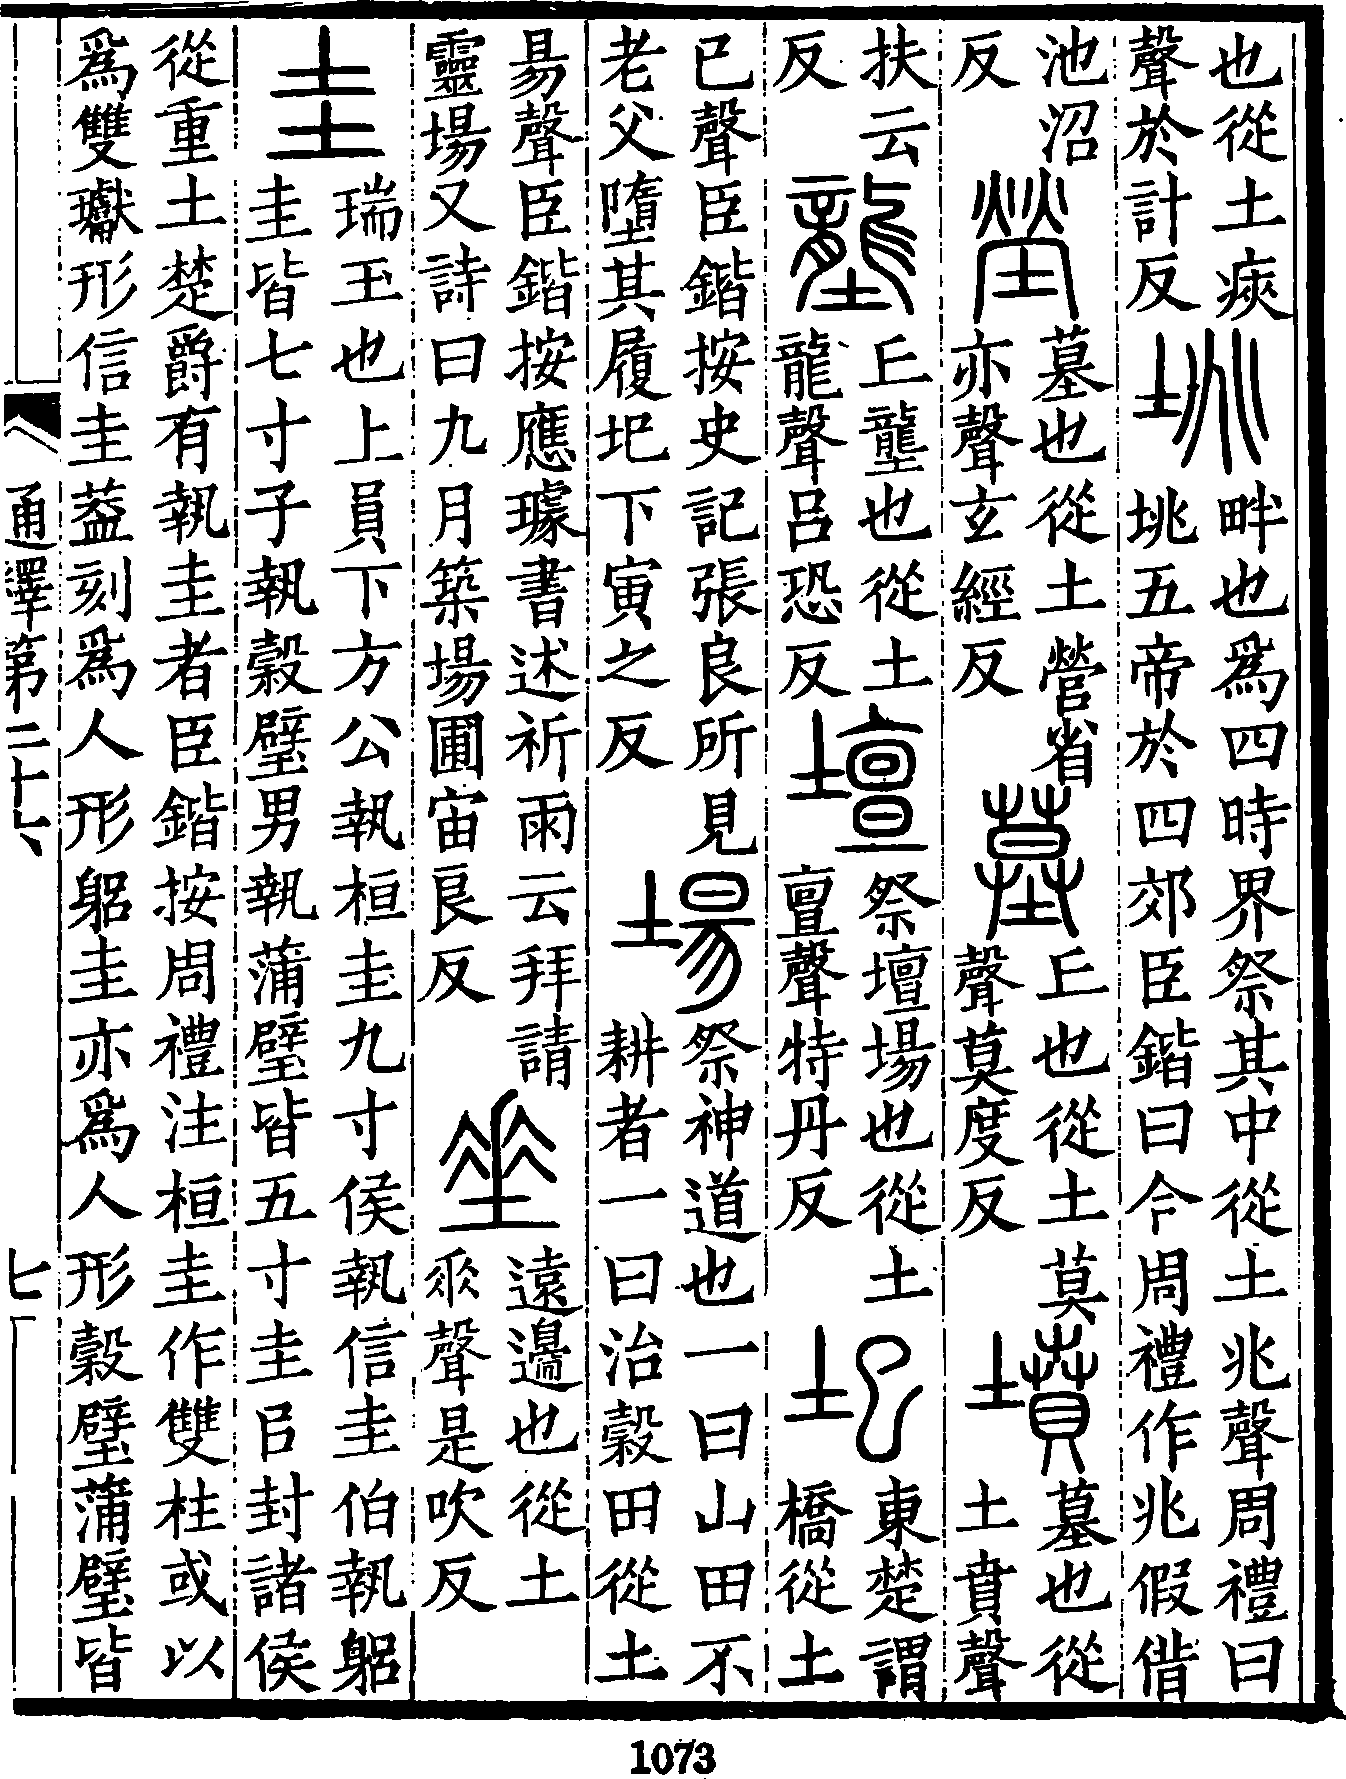 也從土㾜聲於計反垗畔也爲四時界祭其中從土兆聲周禮曰垗五帝於四郊臣鍇曰今周禮作兆假借
池沼反塋墓也從土營省亦聲玄經反墓丘也從土莫聲莫度反墳墓也從土賁聲
扶云反壟丘壟也從土龍聲呂恐反壇祭壇場也從土亶聲特丹反圯東楚謂橋從土
已聲臣鍇按史記張良所見老父墮其履圯下寅之反場祭神道也一曰山田不耕者一曰治穀田從土
昜聲臣鍇按應璩書述祈雨云拜請靈場又詩曰九月築場圃宙良反垂遠邊也從土𠂹聲是吹反
圭瑞玉也上員下方公執桓圭九寸侯執信圭伯執躳圭皆七寸子執穀璧男執蒲璧皆五寸圭㠯封諸侯
從重土楚爵有執圭者臣鍇按周禮注桓圭作雙柱或以爲雙瓛形信圭葢刻爲人形躳圭亦爲人形穀璧蒲璧皆
通釋第二十六
七
1073